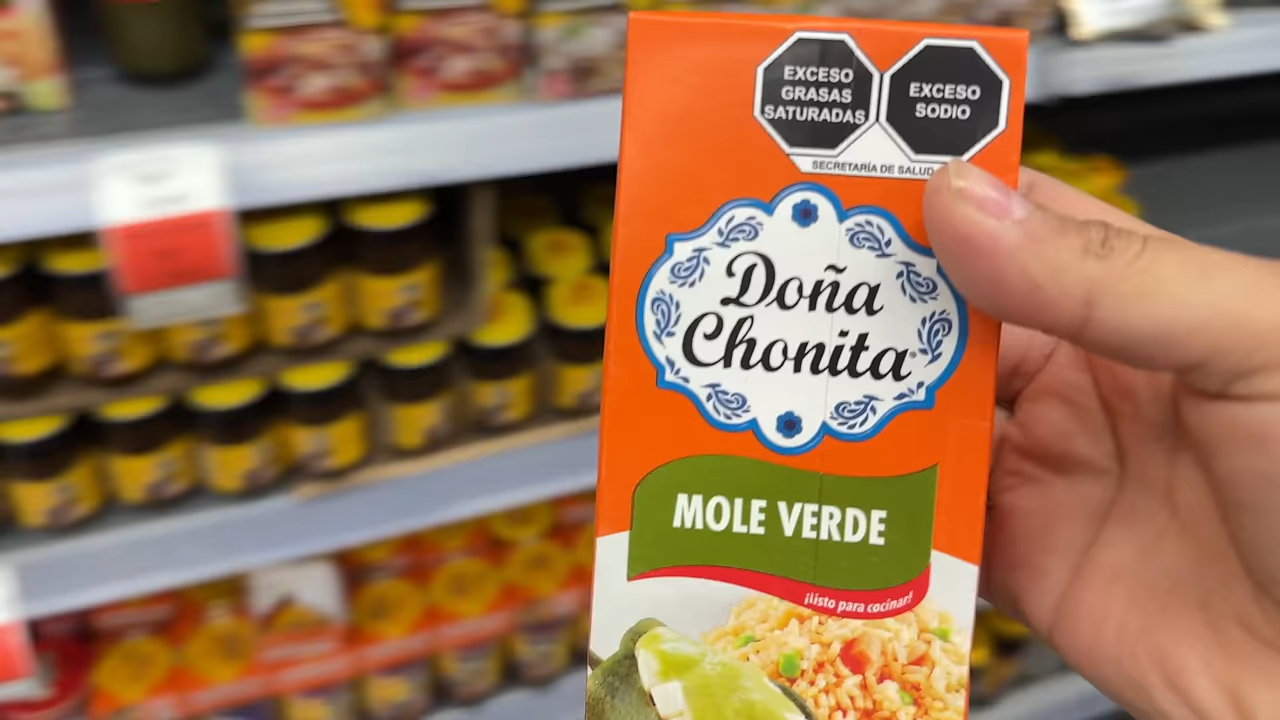 EXCESO
GRASAS
SATURADAS
EXCESO
SODIO
SECRETARÍA DE SALUD
Doña
Chonita®
MOLE VERDE
¡listo para cocinar!